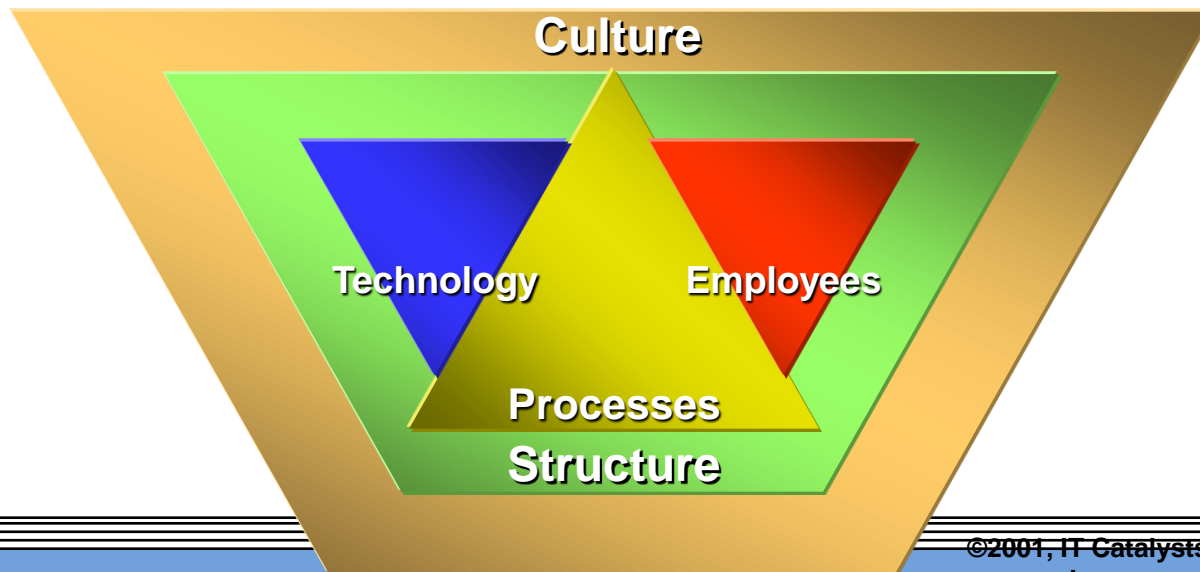 Culture
Technology
Employees
Processes
Structure
©2001, IT Catalysts